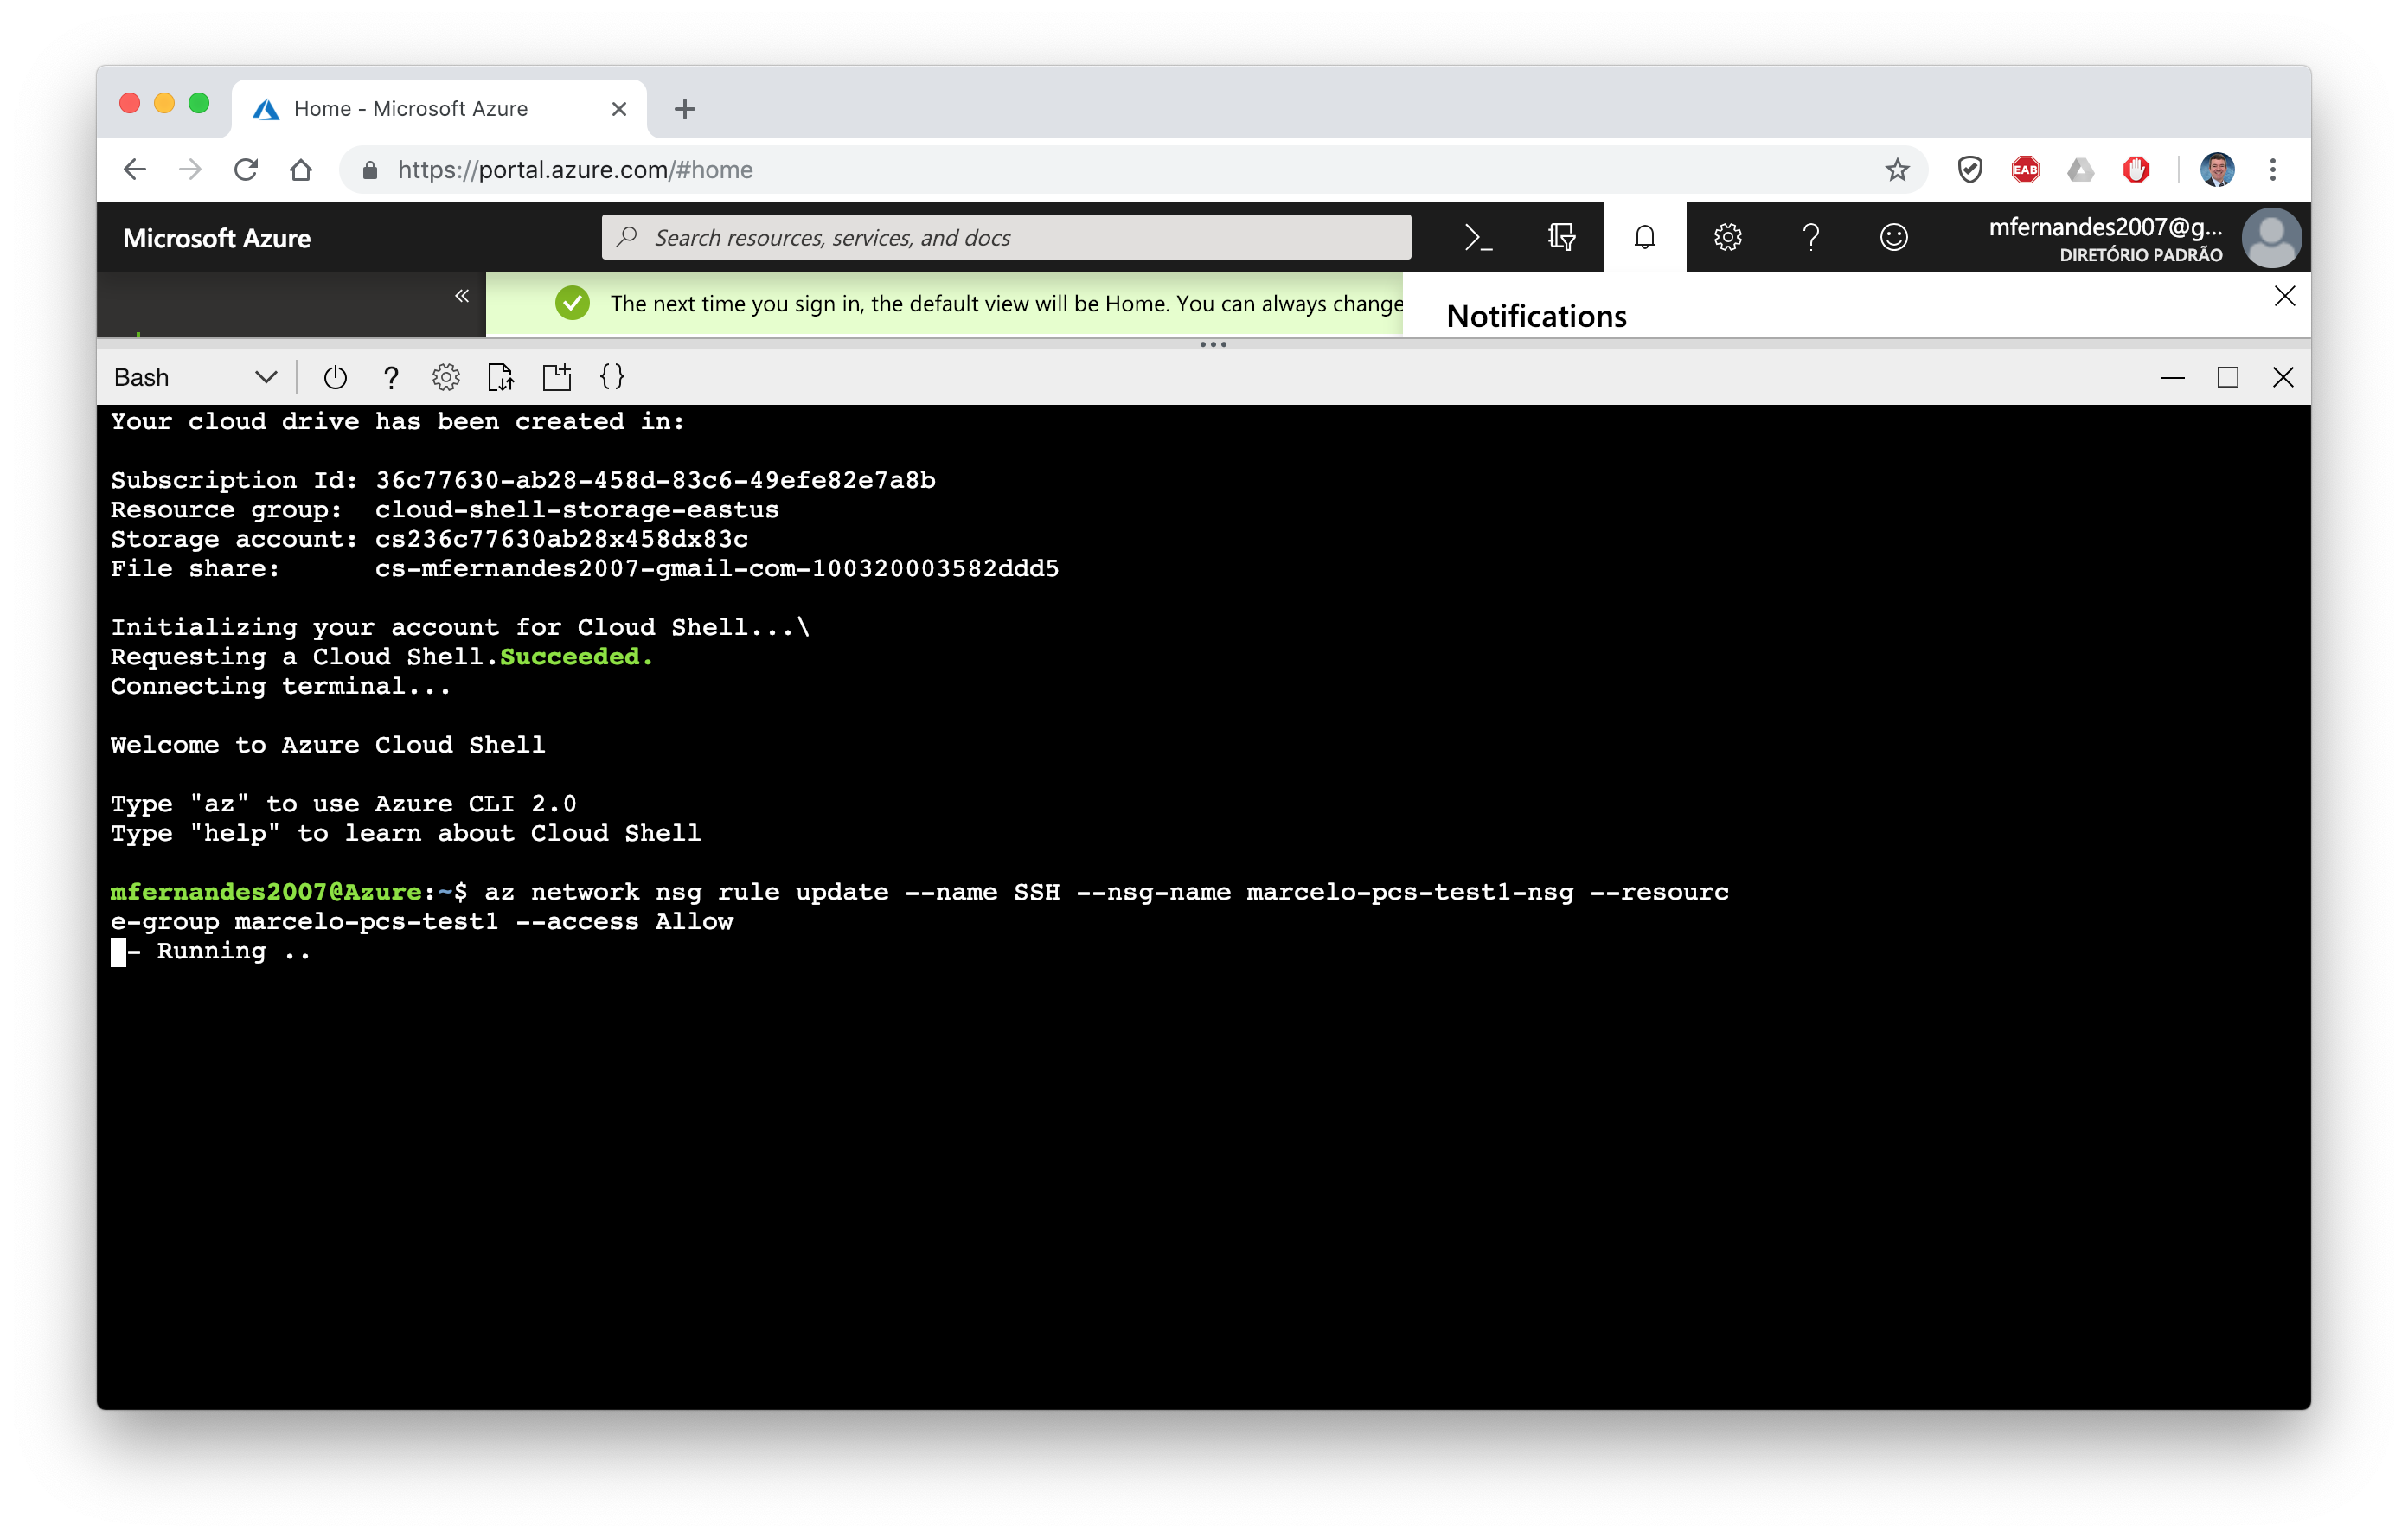 Home - Microsoft Azure
https://portal.azure.com/#home
EAB
Microsoft Azure
Search resources, services, and docs
mfernandes2007@g...
DIRETÓRIO PADRÃO
The next time you sign in, the default view will be Home. You can always change
Notifications
Bash
Your cloud drive has been created in:
Subscription Id: 36c77630-ab28-458d-83c6-49efe82e7a8b
Resource group:  cloud-shell-storage-eastus
Storage account: cs236c77630ab28x458dx83c
File share:      cs-mfernandes2007-gmail-com-100320003582ddd5
Initializing your account for Cloud Shell...\
Requesting a Cloud Shell.Succeeded.
Connecting terminal...
Welcome to Azure Cloud Shell
Type "az" to use Azure CLI 2.0
Type "help" to learn about Cloud Shell
mfernandes2007@Azure:~$ az network nsg rule update --name SSH --nsg-name marcelo-pcs-test1-nsg --resourc
e-group marcelo-pcs-test1 --access Allow
- Running ..